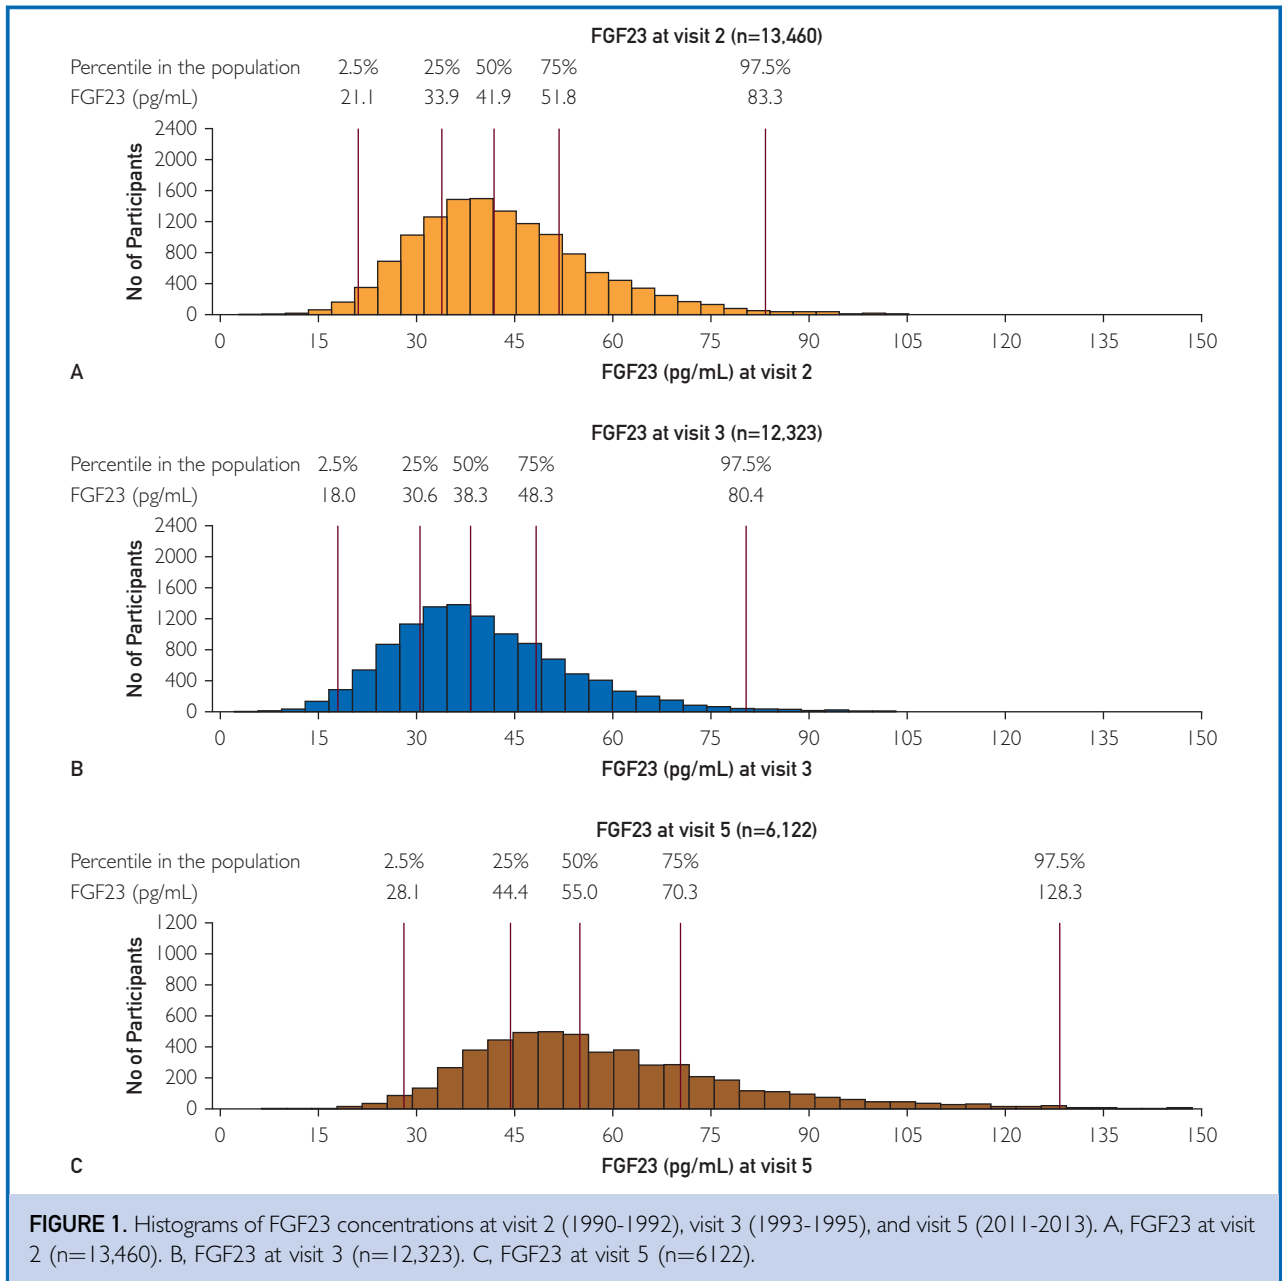 FGF23 at visit 2 (n=13,460)
Percentile in the population 2.5% 25% 50% 75% 97.5%
FGF23 (pg/mL) 21.1 33.9 41.9 51.8 83.3
2400
2000
1600
1200
800
400
0
No of Participants
0 15 30 45 60 75 90 105 120 135 150
A FGF23 (pg/mL) at visit 2
FGF23 at visit 3 (n=12,323)
Percentile in the population 2.5% 25% 50% 75% 97.5%
FGF23 (pg/mL) 18.0 30.6 38.3 48.3 80.4
2400
2000
1600
1200
800
400
0
No of Participants
0 15 30 45 60 75 90 105 120 135 150
B FGF23 (pg/mL) at visit 3
FGF23 at visit 5 (n=6,122)
Percentile in the population 2.5% 25% 50% 75% 97.5%
FGF23 (pg/mL) 28.1 44.4 55.0 70.3 128.3
1200
1000
800
600
400
200
0
No of Participants
0 15 30 45 60 75 90 105 120 135 150
C FGF23 (pg/mL) at visit 5
FIGURE 1. Histograms of FGF23 concentrations at visit 2 (1990-1992), visit 3 (1993-1995), and visit 5 (2011-2013). A, FGF23 at visit
2 (n=13,460). B, FGF23 at visit 3 (n=12,323). C, FGF23 at visit 5 (n=6122).